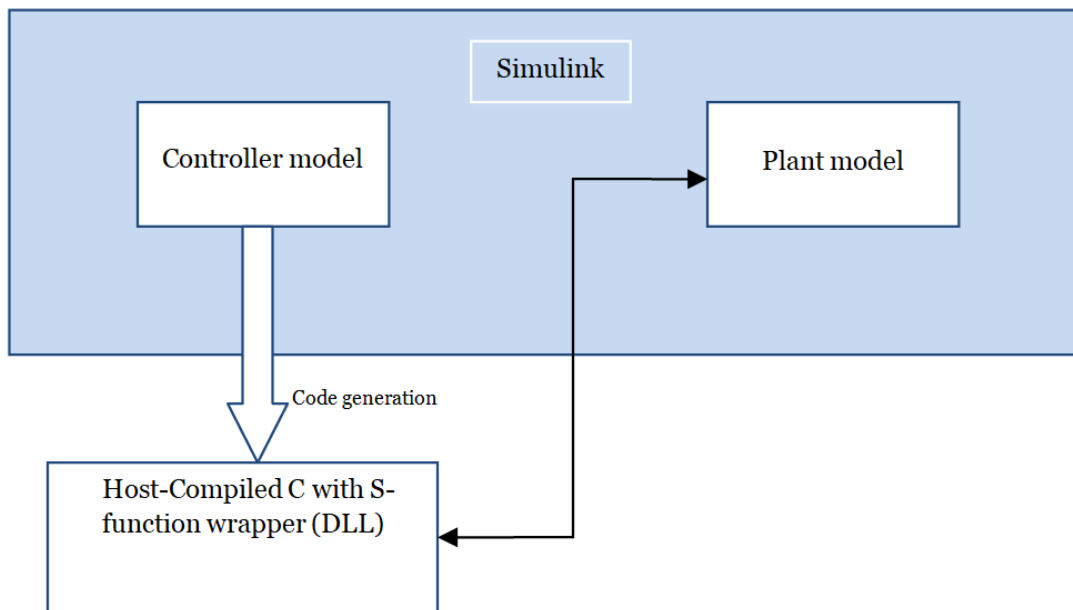 Simulink
Controller model
Plant model
Code generation
Host-Compiled C with S-
function wrapper (DLL)